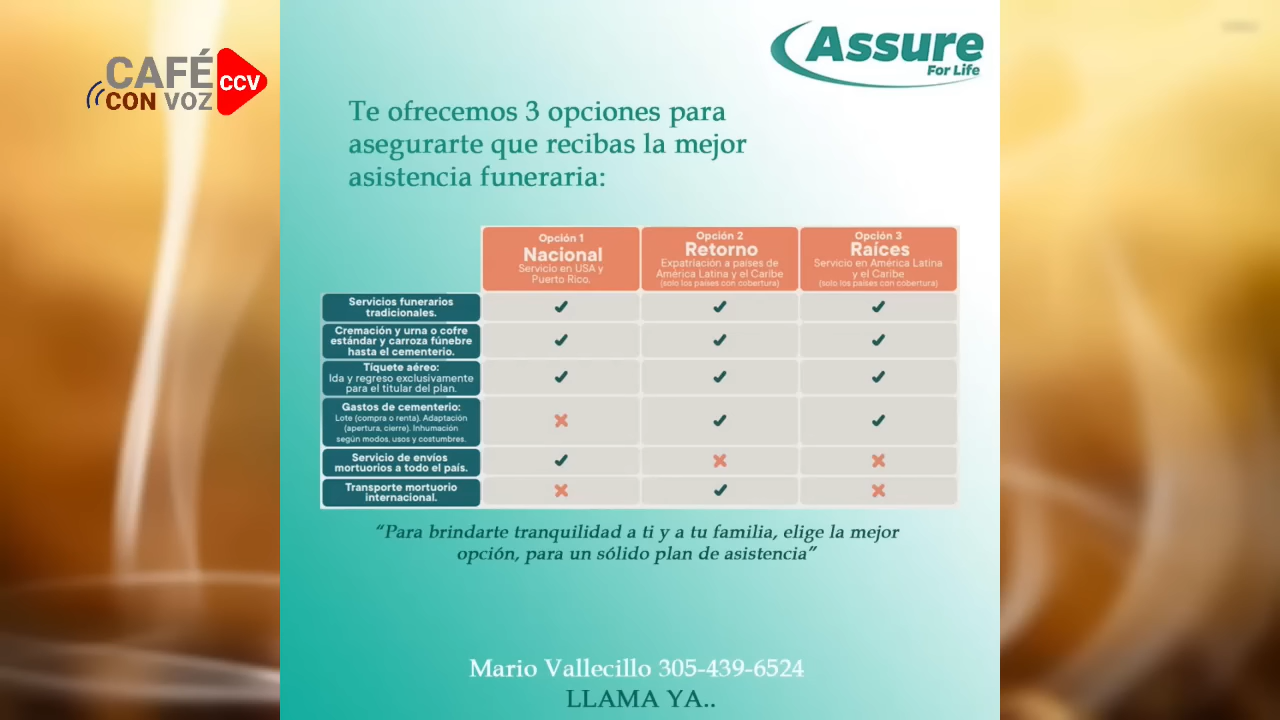 CAFÉ
CON VOZ
CCV
Assure
For Life
Te ofrecemos 3 opciones para
asegurarte que recibas la mejor
asistencia funeraria:
Opción 1
Nacional
Servicio en USA y
Puerto Rico.
Opción 2
Retorno
Expatriación a países de
América Latina y el Caribe
(solo los países con cobertura)
Opción 3
Raíces
Servicio en América Latina
y el Caribe
(solo los países con cobertura)
Servicios funerarios
tradicionales.
Cremación y urna o cofre
estándar y carroza fúnebre
hasta el cementerio.
Tíquete aéreo:
Ida y regreso exclusivamente
para el titular del plan.
Gastos de cementerio:
Lote (compra o renta). Adaptación
(apertura, cierre). Inhumación
según modos, usos y costumbres.
Servicio de envíos
mortuorios a todo el país.
Transporte mortuorio
internacional.
“Para brindarte tranquilidad a ti y a tu familia, elige la mejor
opción, para un sólido plan de asistencia”
Mario Vallecillo 305-439-6524
LLAMA YA..